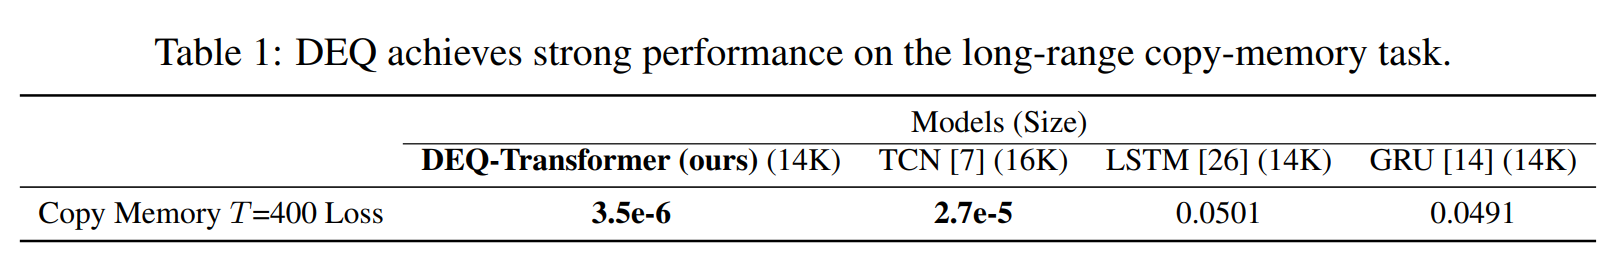 Table 1: DEQ achieves strong performance on the long-range copy-memory task.
Models (Size)
DEQ-Transformer (ours) (14K) TCN [7] (16K) LSTM [26] (14K) GRU [14] (14K)
Copy Memory T=400 Loss 3.5e-6 2.7e-5 0.0501 0.0491